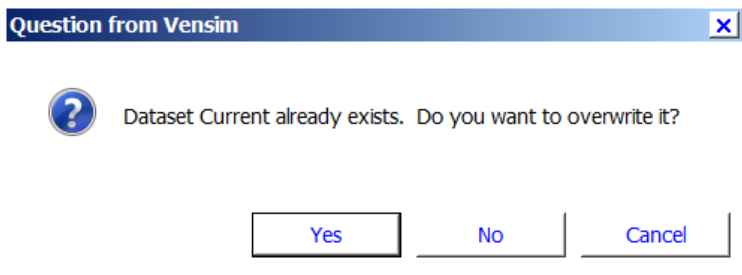 Question from Vensim
Dataset Current already exists.  Do you want to overwrite it?
Yes No Cancel